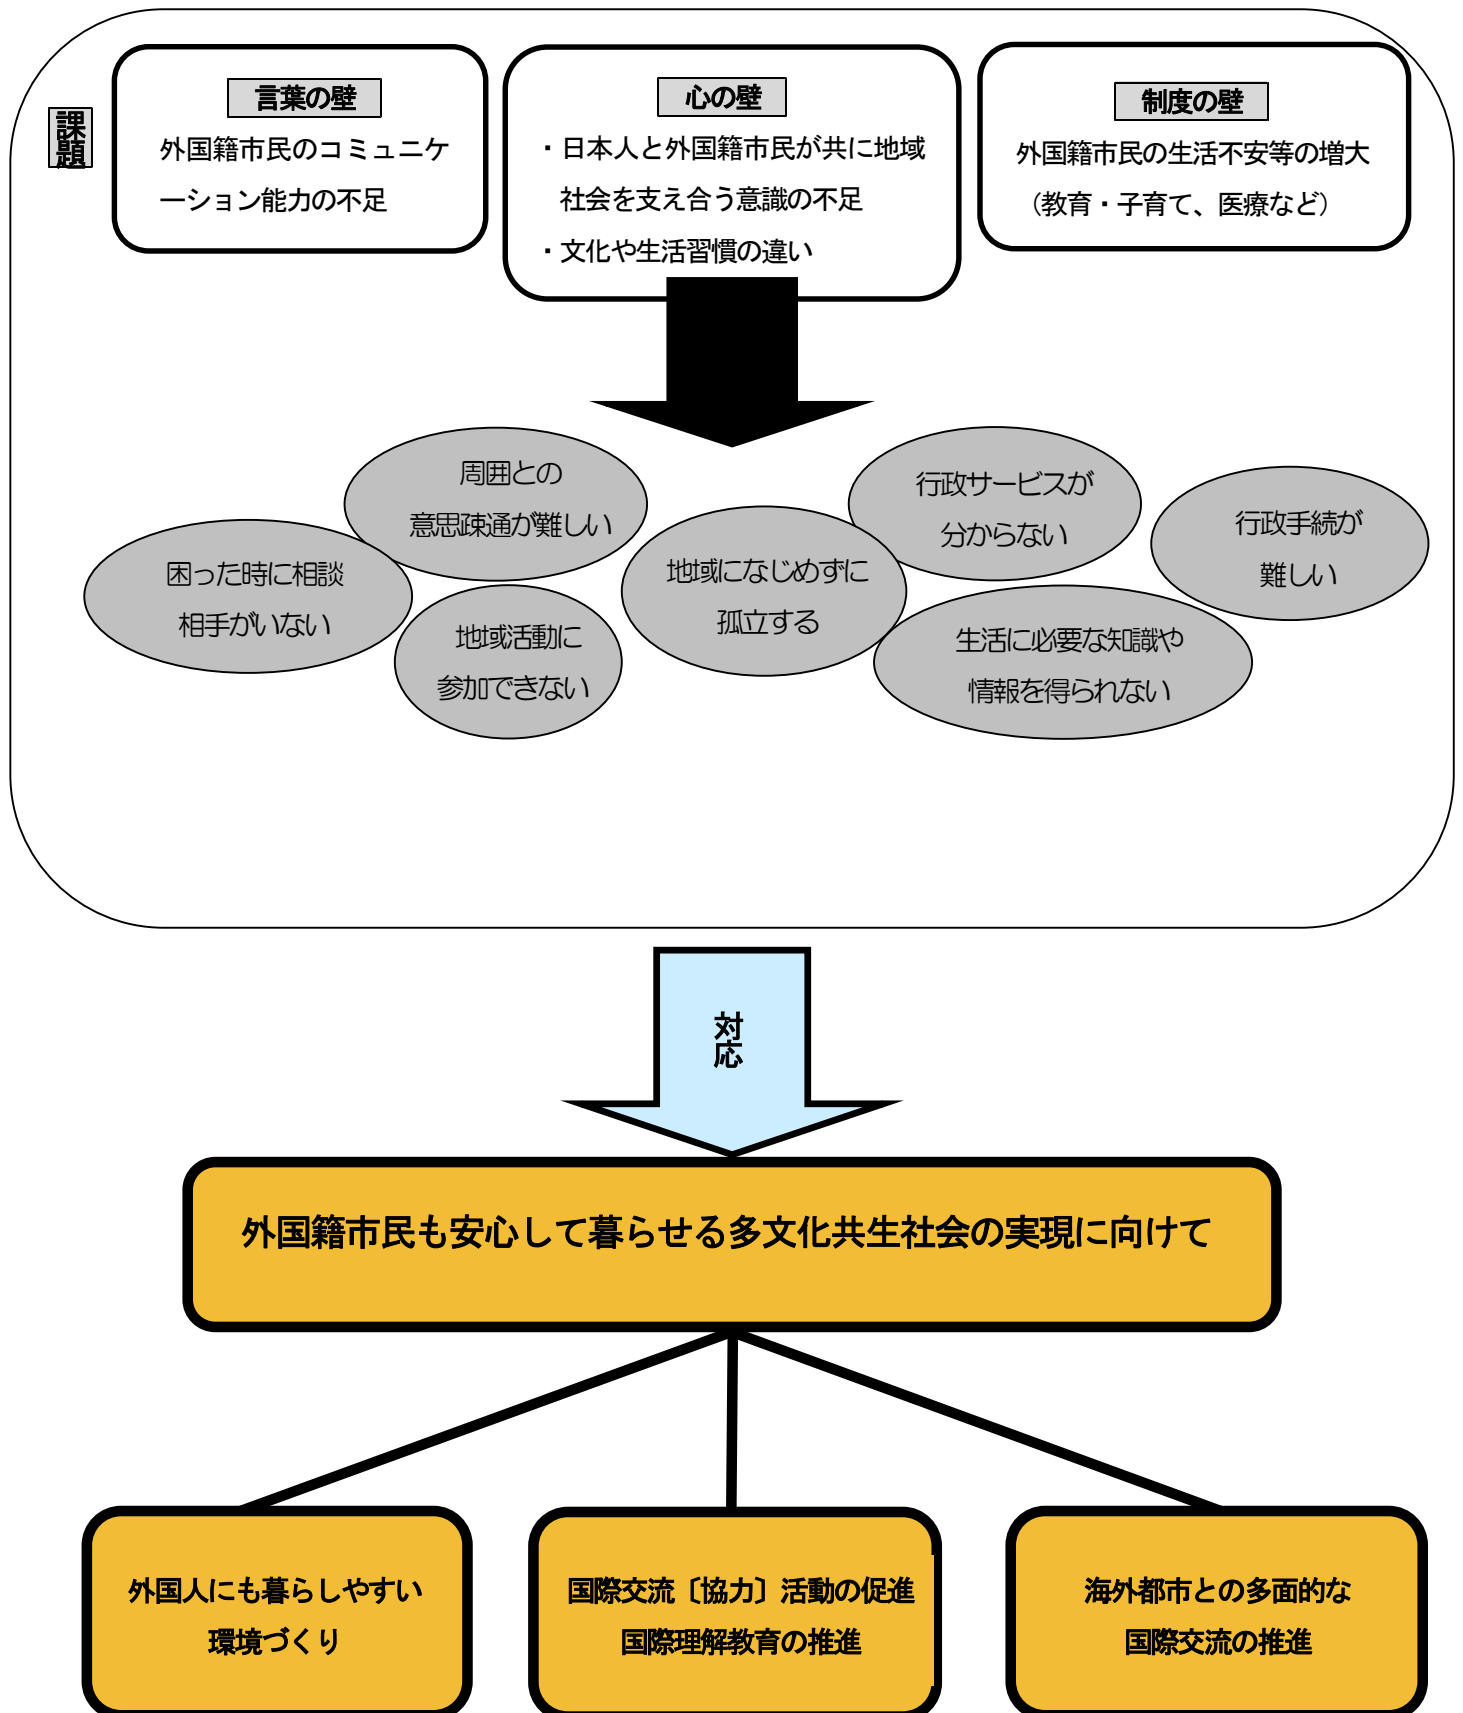 課題
言葉の壁
外国籍市民のコミュニケ
ーション能力の不足
心の壁
・日本人と外国籍市民が共に地域
社会を支え合う意識の不足
・文化や生活習慣の違い
制度の壁
外国籍市民の生活不安等の増大
（教育・子育て、医療など）
周囲との
意思疎通が難しい
行政サービスが
分からない
行政手続が
難しい
困った時に相談
相手がいない
地域になじめずに
孤立する
地域活動に
参加できない
生活に必要な知識や
情報を得られない
対応
外国籍市民も安心して暮らせる多文化共生社会の実現に向けて
外国人にも暮らしやすい
環境づくり
国際交流〔協力〕活動の促進
国際理解教育の推進
海外都市との多面的な
国際交流の推進